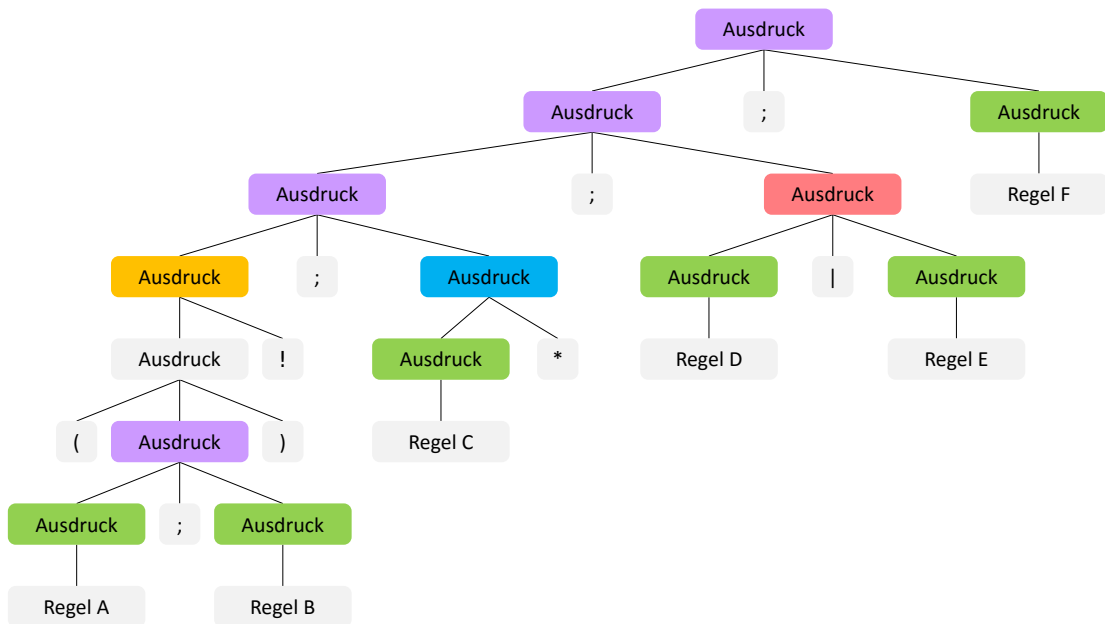 Ausdruck
Ausdruck ; Ausdruck
Ausdruck ; Ausdruck Regel F
Ausdruck ; Ausdruck Ausdruck | Ausdruck
Ausdruck ! Ausdruck * Regel D Regel E
( Ausdruck ) Regel C
Ausdruck ; Ausdruck
Regel A Regel B